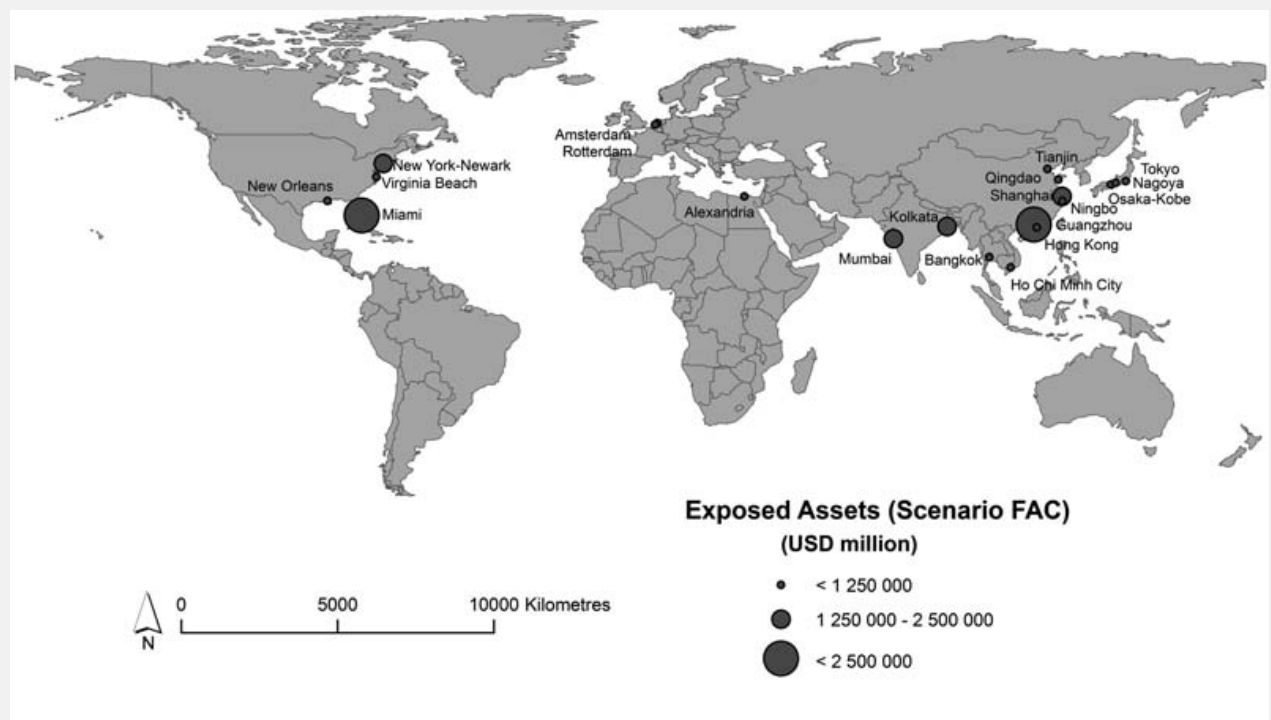 New York-Newark
Virginia Beach
New Orleans
Miami
Amsterdam
Rotterdam
Alexandria
Mumbai
Kolkata
Bangkok
Ho Chi Minh City
Tianjin
Qingdao
Shanghai
Tokyo
Nagoya
Osaka-Kobe
Ningbo
Guangzhou
Hong Kong
Exposed Assets (Scenario FAC)
(USD million)
< 1 250 000
1 250 000 - 2 500 000
< 2 500 000
0 5000 10000 Kilometres
N